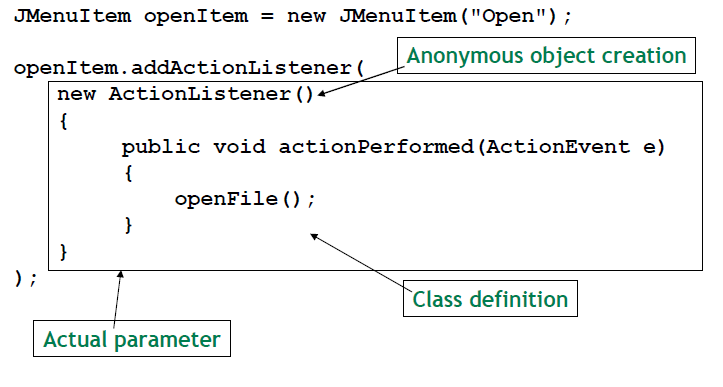 JMenuItem openItem = new JMenuItem("Open");
openItem.addActionListener(
Anonymous object creation
new ActionListener()
{
public void actionPerformed(ActionEvent e)
{
openFile();
}
}
);
Class definition
Actual parameter